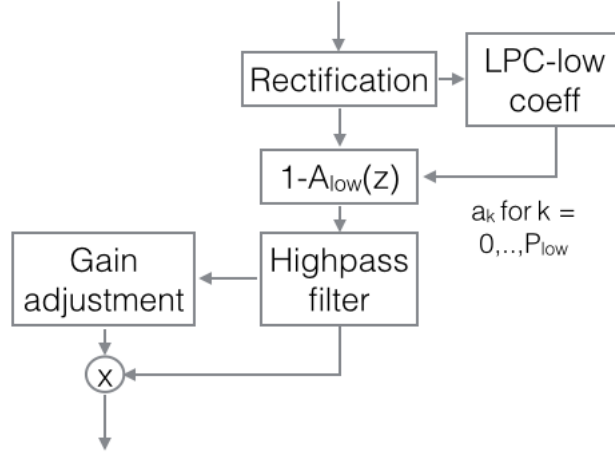 Rectification
LPC-low
coeff
1-Alow(z)
ak for k =
0,..,Plow
Gain
adjustment
Highpass
filter
x